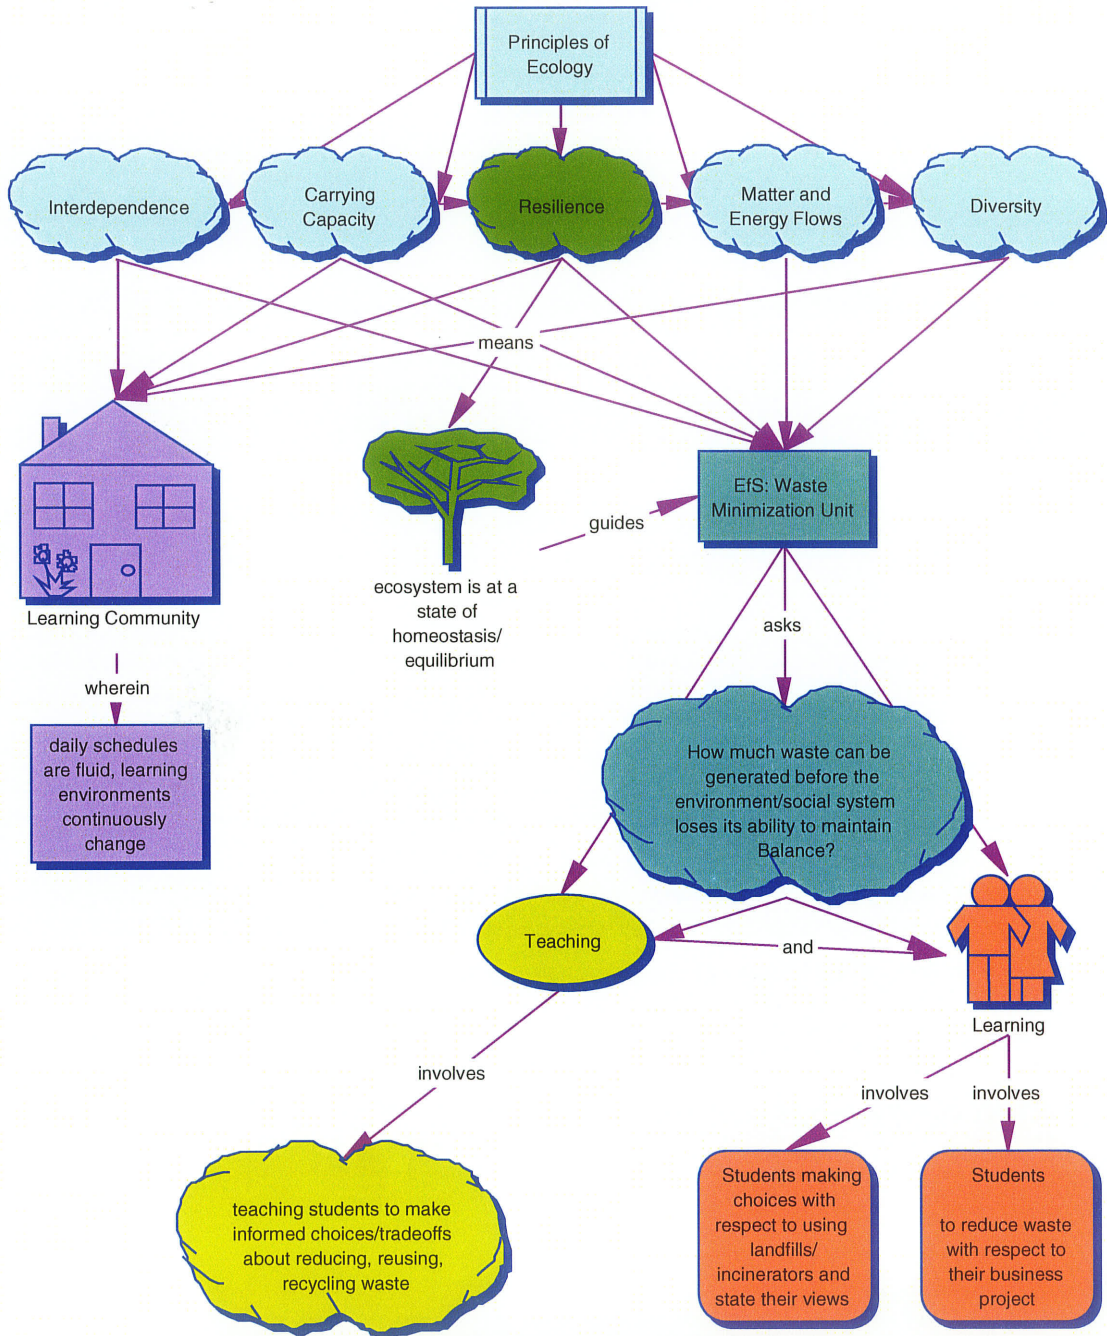 Principles of
Ecology
Interdependence
Carrying
Capacity
Resilience
Matter and
Energy Flows
Diversity
means
EfS: Waste
Minimization Unit
guides
ecosystem is at a
state of
homeostasis/
equilibrium
Learning Community
wherein
daily schedules
are fluid, learning
environments
continuously
change
asks
How much waste can be
generated before the
environment/social system
loses its ability to maintain
Balance?
Teaching
and
Learning
involves
involves
involves
teaching students to make
informed choices/tradeoffs
about reducing, reusing,
recycling waste
Students making
choices with
respect to using
landfills/
incinerators and
state their views
Students
to reduce waste
with respect to
their business
project